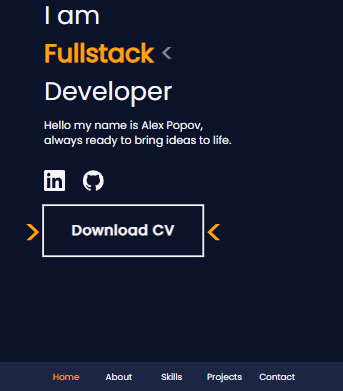 I am
Fullstack <
Developer
Hello my name is Alex Popov,
always ready to bring ideas to life.
in
> Download CV <
Home About Skills Projects Contact